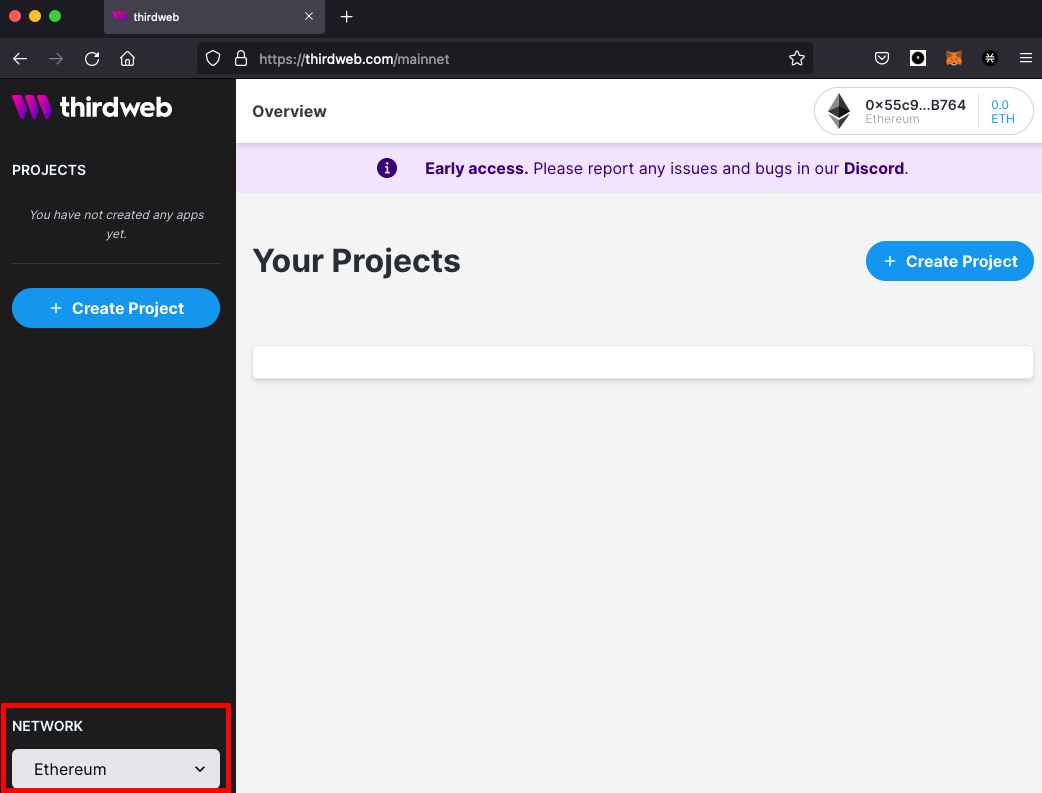 thirdweb
https://thirdweb.com/mainnet
thirdweb
Overview
0x55c9...B764
Ethereum
0.0
ETH
PROJECTS
Early access. Please report any issues and bugs in our Discord.
You have not created any apps
yet.
Your Projects
+ Create Project
+ Create Project
NETWORK
Ethereum